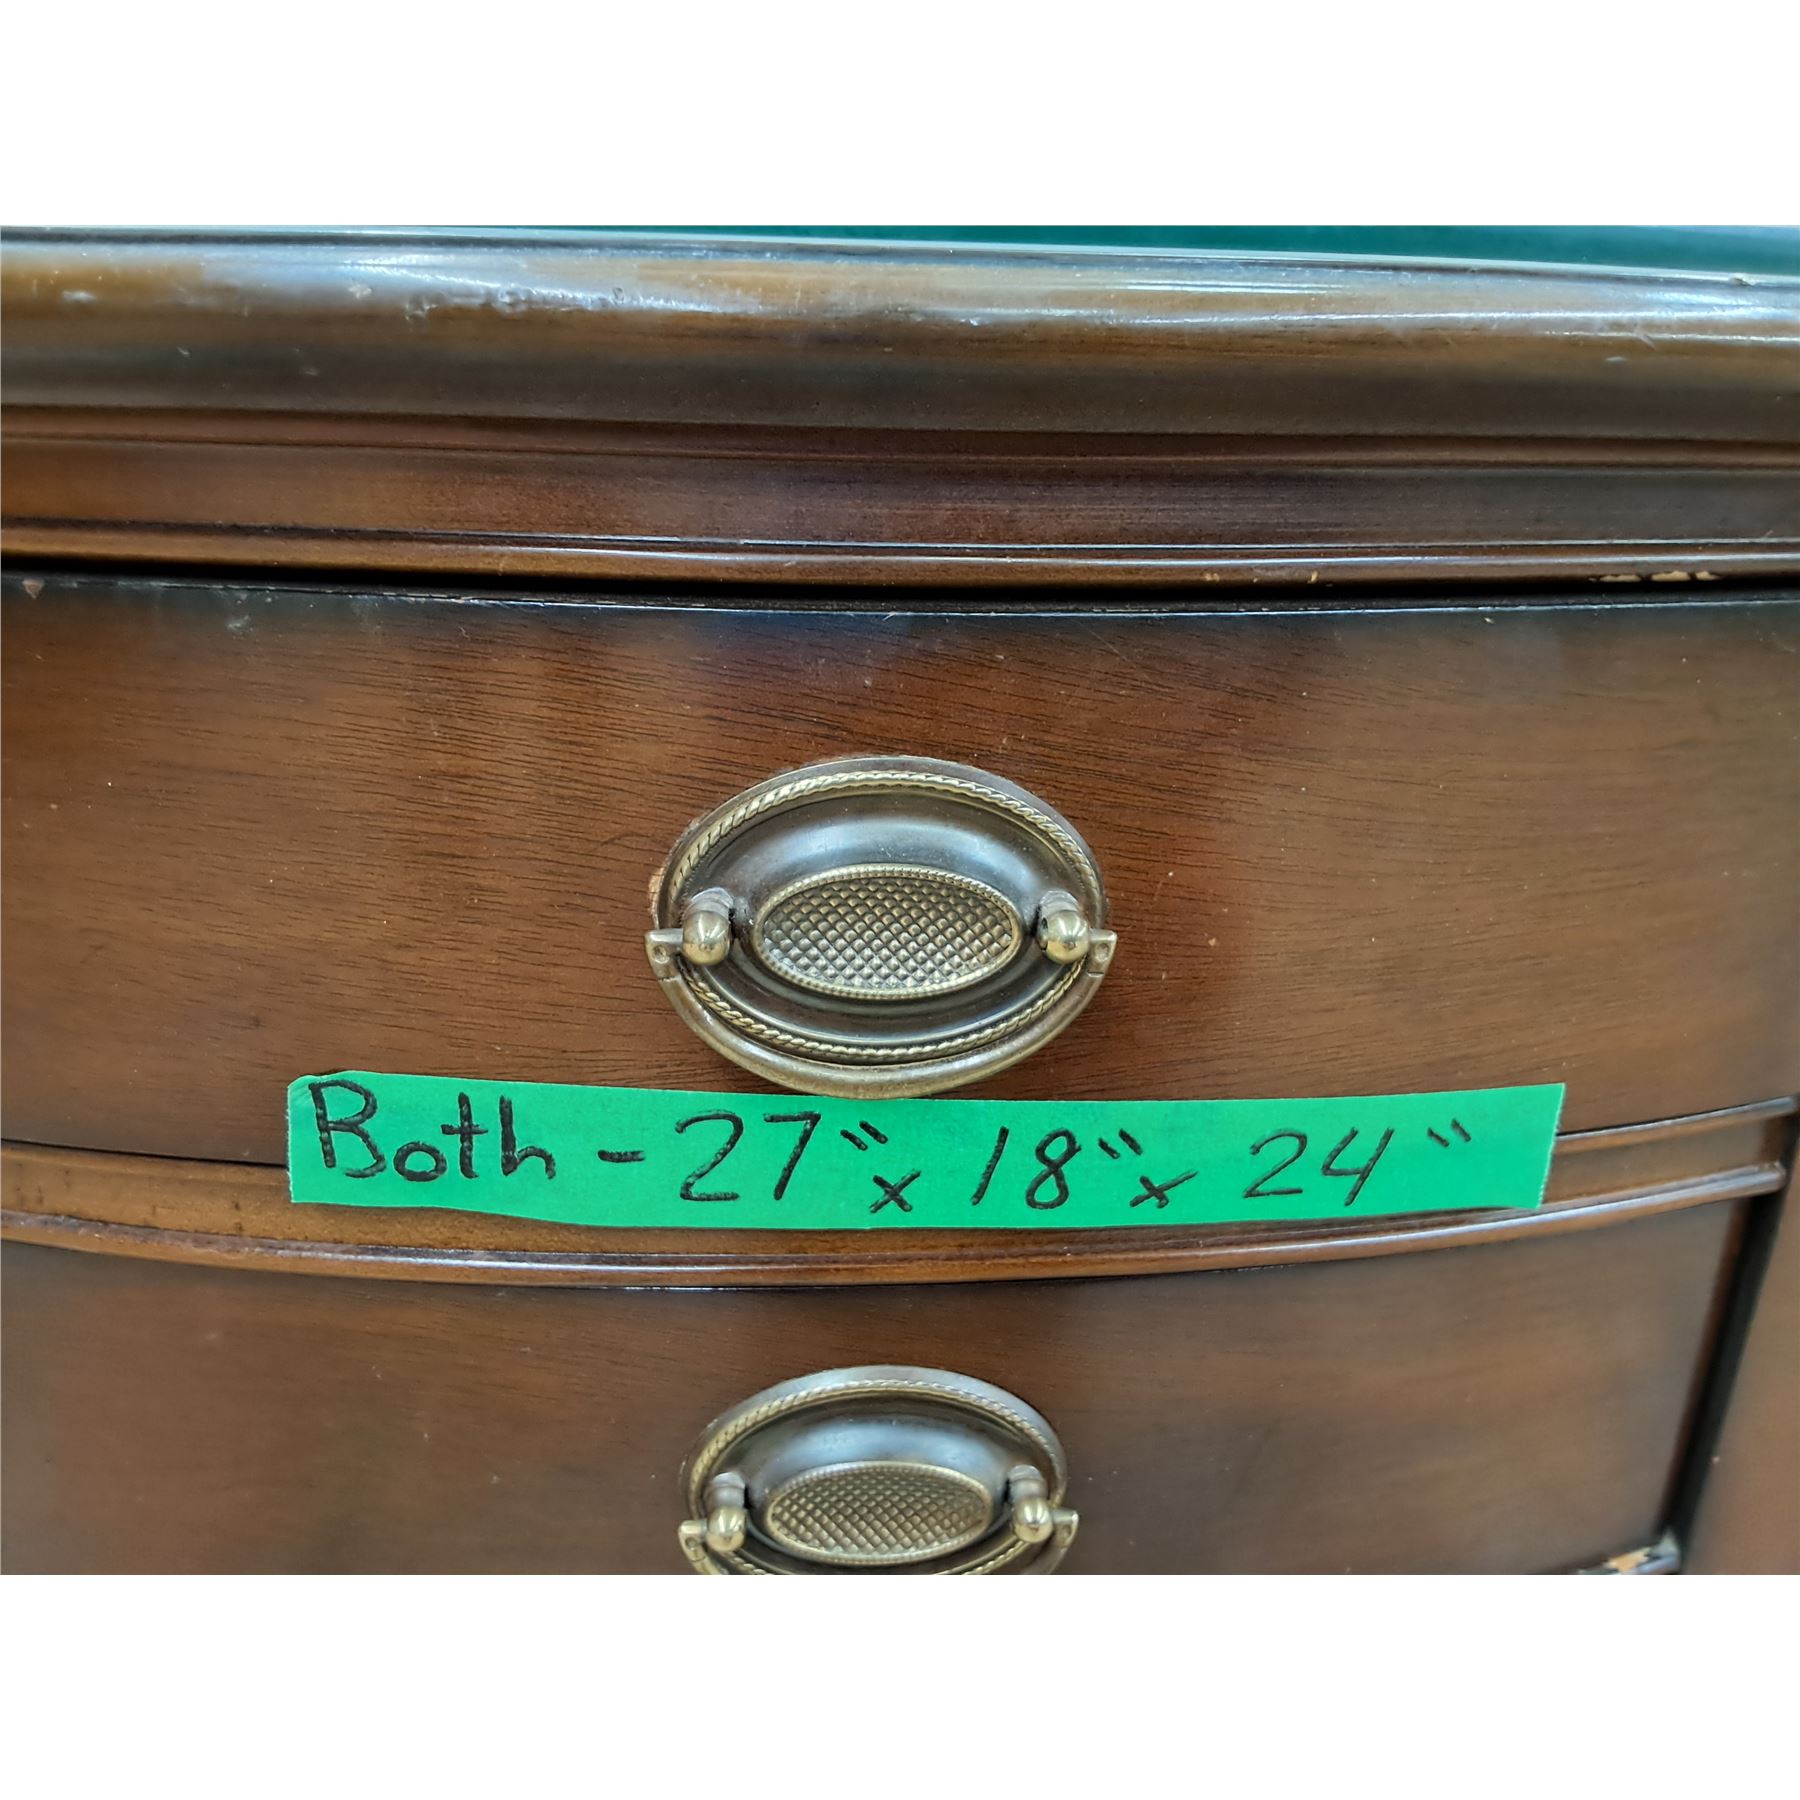 Both - 27" x 18" x 24"